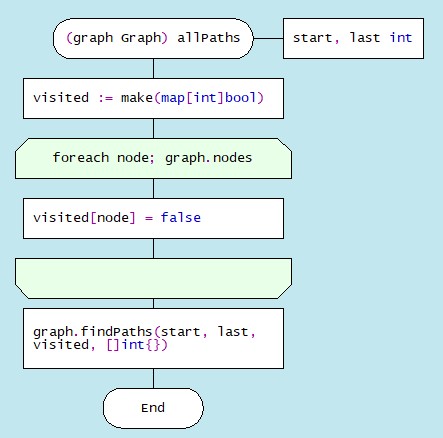 (graph Graph) allPaths
start, last int
visited := make(map[int]bool)
foreach node; graph.nodes
visited[node] = false
graph.findPaths(start, last,
visited, []int{})
End